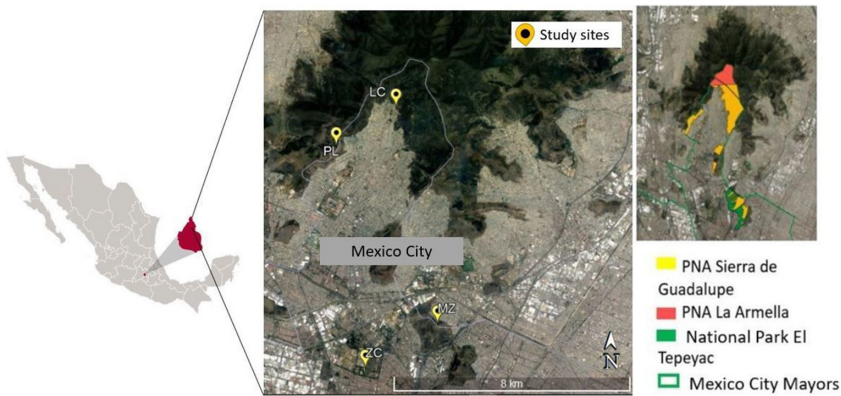 Study sites
LC
PL
Mexico City
MZ
ZC
N
8 km
PNA Sierra de
Guadalupe
PNA La Armella
National Park El
Tepeyac
Mexico City Mayors